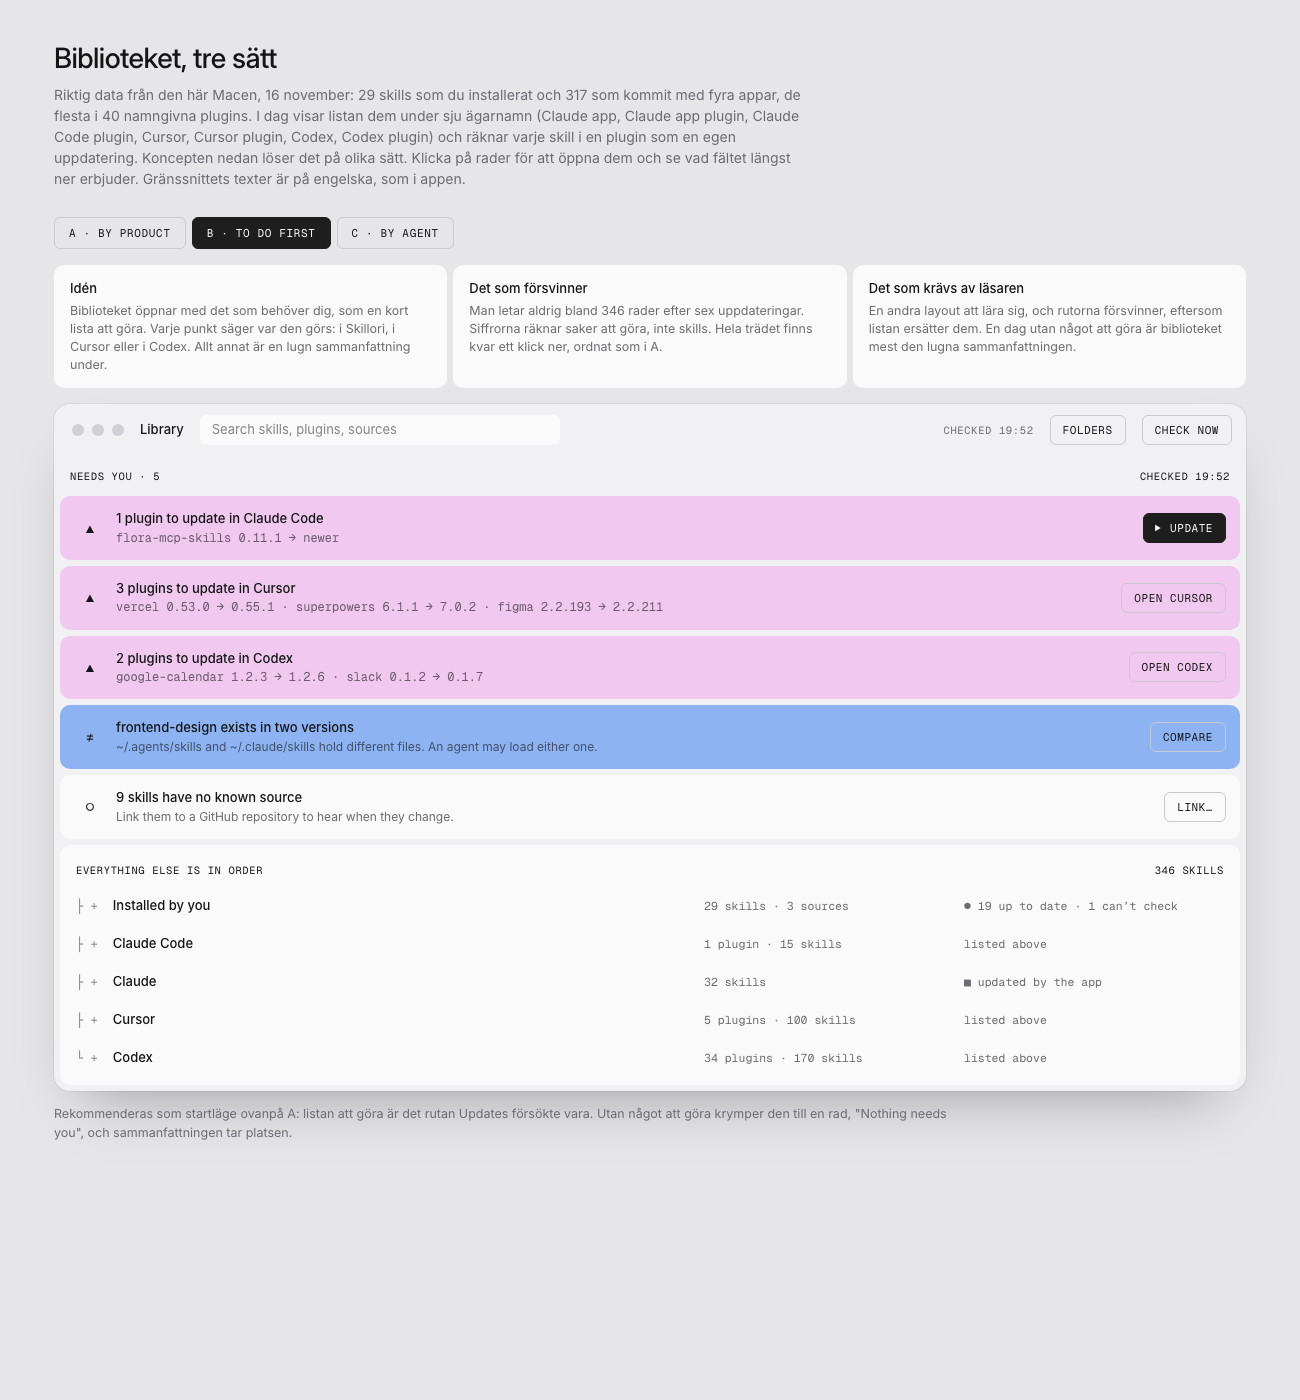 Biblioteket, tre sätt
Riktig data från den här Macen, 16 november: 29 skills som du installerat och 317 som kommit med fyra appar, de
flesta i 40 namngivna plugins. I dag visar listan dem under sju ägarnamn (Claude app, Claude app plugin, Claude
Code plugin, Cursor, Cursor plugin, Codex, Codex plugin) och räknar varje skill i en plugin som en egen
uppdatering. Koncepten nedan löser det på olika sätt. Klicka på rader för att öppna dem och se vad fältet längst
ner erbjuder. Gränssnittets texter är på engelska, som i appen.
A · BY PRODUCT
B · TO DO FIRST
C · BY AGENT
Idén
Biblioteket öppnar med det som behöver dig, som en kort
lista att göra. Varje punkt säger var den görs: i Skillori, i
Cursor eller i Codex. Allt annat är en lugn sammanfattning
under.
Det som försvinner
Man letar aldrig bland 346 rader efter sex uppdateringar.
Siffrorna räknar saker att göra, inte skills. Hela trädet finns
kvar ett klick ner, ordnat som i A.
Det som krävs av läsaren
En andra layout att lära sig, och rutorna försvinner, eftersom
listan ersätter dem. En dag utan något att göra är biblioteket
mest den lugna sammanfattningen.
Library
Search skills, plugins, sources
CHECKED 19:52
FOLDERS
CHECK NOW
NEEDS YOU · 5
CHECKED 19:52
▲ 1 plugin to update in Claude Code
flora-mcp-skills 0.11.1 → newer
▶ UPDATE
▲ 3 plugins to update in Cursor
vercel 0.53.0 → 0.55.1 · superpowers 6.1.1 → 7.0.2 · figma 2.2.193 → 2.2.211
OPEN CURSOR
▲ 2 plugins to update in Codex
google-calendar 1.2.3 → 1.2.6 · slack 0.1.2 → 0.1.7
OPEN CODEX
≠ frontend-design exists in two versions
~/.agents/skills and ~/.claude/skills hold different files. An agent may load either one.
COMPARE
○ 9 skills have no known source
Link them to a GitHub repository to hear when they change.
LINK…
EVERYTHING ELSE IS IN ORDER
346 SKILLS
├ + Installed by you 29 skills · 3 sources ● 19 up to date · 1 can’t check
├ + Claude Code 1 plugin · 15 skills listed above
├ + Claude 32 skills ■ updated by the app
├ + Cursor 5 plugins · 100 skills listed above
└ + Codex 34 plugins · 170 skills listed above
Rekommenderas som startläge ovanpå A: listan att göra är det rutan Updates försökte vara. Utan något att göra krymper den till en rad, "Nothing needs
you", och sammanfattningen tar platsen.